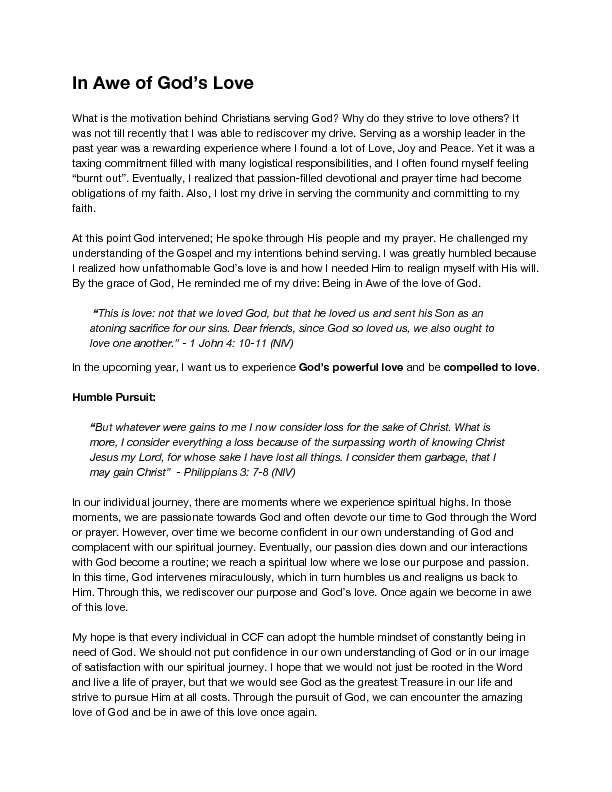 In Awe of God’s Love
What is the motivation behind Christians serving God? Why do they strive to love others? It
was not till recently that I was able to rediscover my drive. Serving as a worship leader in the
past year was a rewarding experience where I found a lot of Love, Joy and Peace. Yet it was a
taxing commitment filled with many logistical responsibilities, and I often found myself feeling
“burnt out”. Eventually, I realized that passion-filled devotional and prayer time had become
obligations of my faith. Also, I lost my drive in serving the community and committing to my
faith.
At this point God intervened; He spoke through His people and my prayer. He challenged my
understanding of the Gospel and my intentions behind serving. I was greatly humbled because
I realized how unfathomable God’s love is and how I needed Him to realign myself with His will.
By the grace of God, He reminded me of my drive: Being in Awe of the love of God.
“This is love: not that we loved God, but that he loved us and sent his Son as an
atoning sacrifice for our sins. Dear friends, since God so loved us, we also ought to
love one another.” - 1 John 4: 10-11 (NIV)
In the upcoming year, I want us to experience God’s powerful love and be compelled to love.
Humble Pursuit:
“But whatever were gains to me I now consider loss for the sake of Christ. What is
more, I consider everything a loss because of the surpassing worth of knowing Christ
Jesus my Lord, for whose sake I have lost all things. I consider them garbage, that I
may gain Christ” - Philippians 3: 7-8 (NIV)
In our individual journey, there are moments where we experience spiritual highs. In those
moments, we are passionate towards God and often devote our time to God through the Word
or prayer. However, over time we become confident in our own understanding of God and
complacent with our spiritual journey. Eventually, our passion dies down and our interactions
with God become a routine; we reach a spiritual low where we lose our purpose and passion.
In this time, God intervenes miraculously, which in turn humbles us and realigns us back to
Him. Through this, we rediscover our purpose and God’s love. Once again we become in awe
of this love.
My hope is that every individual in CCF can adopt the humble mindset of constantly being in
need of God. We should not put confidence in our own understanding of God or in our image
of satisfaction with our spiritual journey. I hope that we would not just be rooted in the Word
and live a life of prayer, but that we would see God as the greatest Treasure in our life and
strive to pursue Him at all costs. Through the pursuit of God, we can encounter the amazing
love of God and be in awe of this love once again.